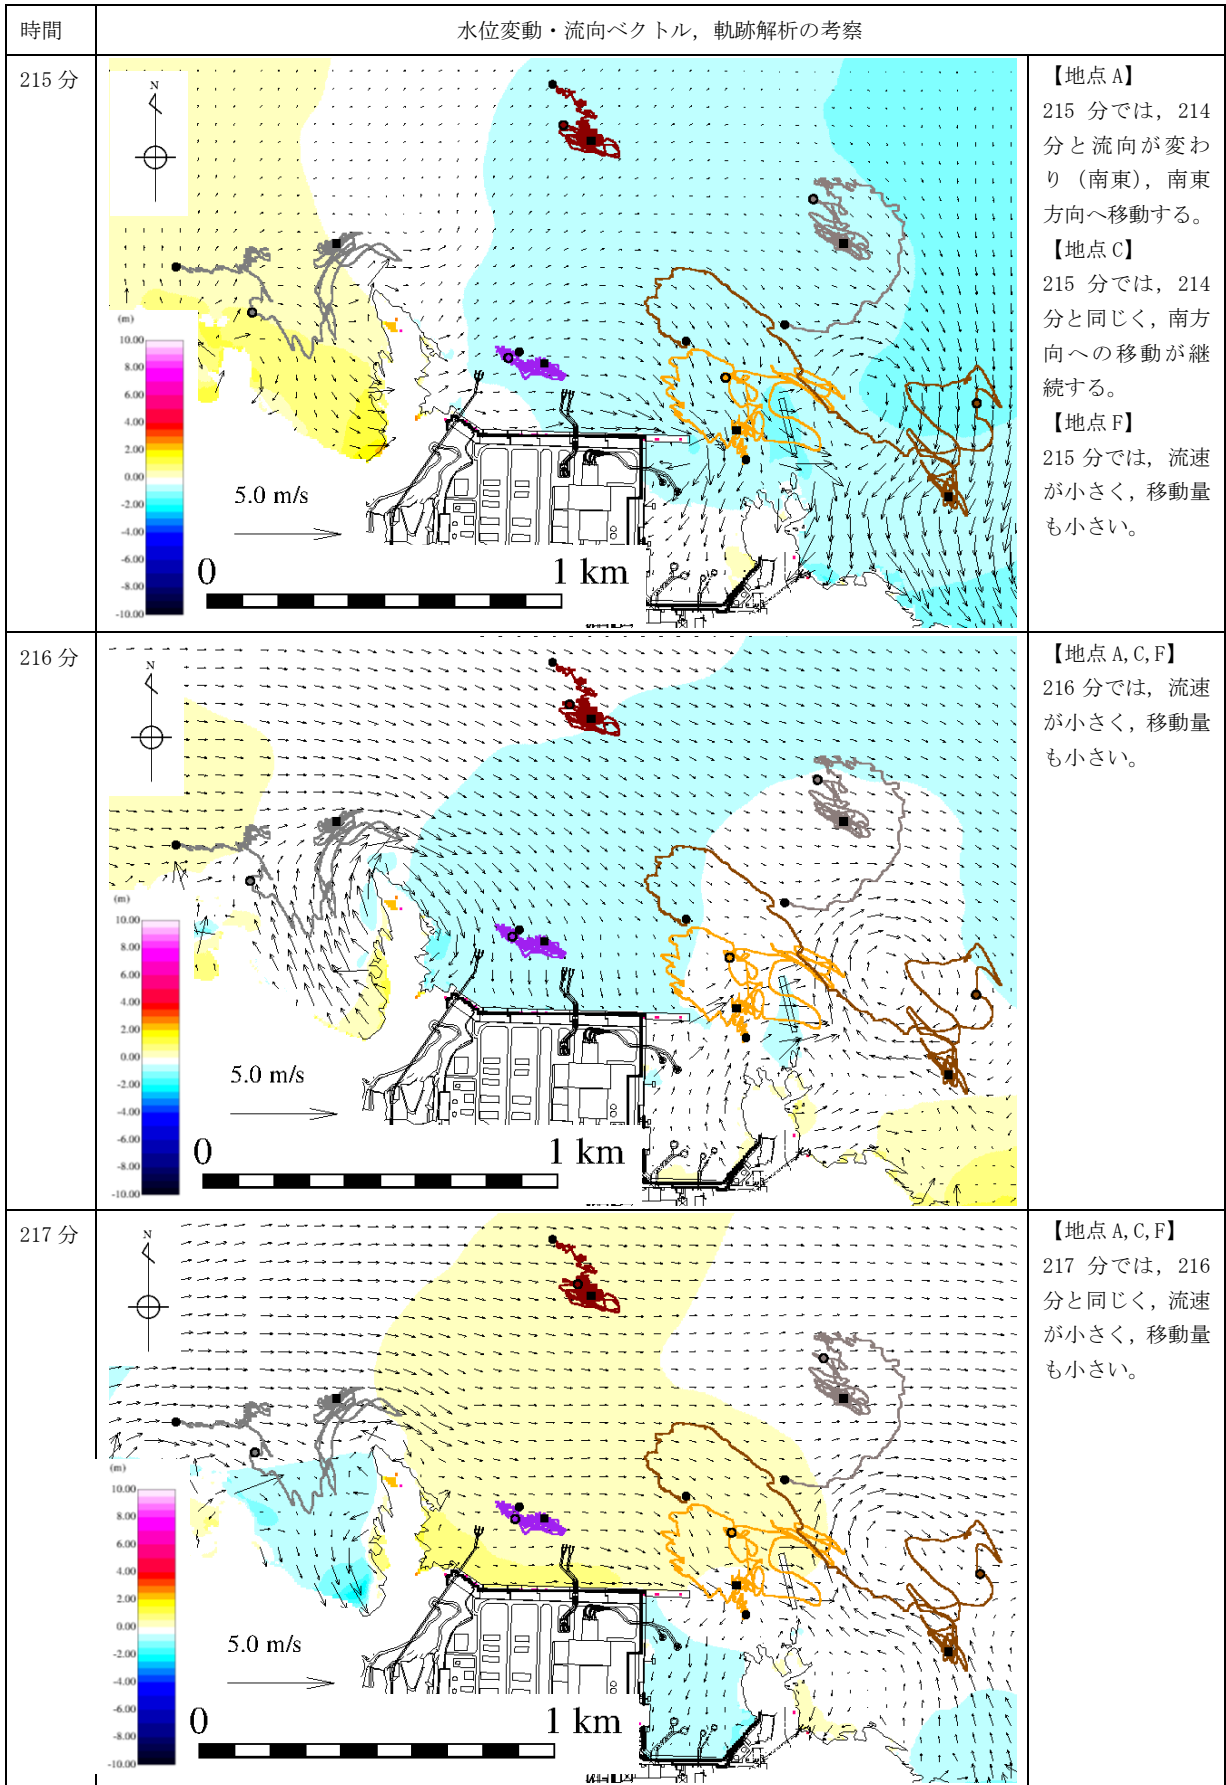 時間
水位変動・流向ベクトル，軌跡解析の考察
215 分
N
(m)
10.00
8.00
6.00
4.00
2.00
0.00
-2.00
-4.00
-6.00
-8.00
-10.00
5.0 m/s
0
1 km
【地点 A】
215 分では，214
分と流向が変わ
り（南東），南東
方向へ移動する。
【地点 C】
215 分では，214
分と同じく，南方
向への移動が継
続する。
【地点 F】
215 分では，流速
が小さく，移動量
も小さい。
216 分
N
(m)
10.00
8.00
6.00
4.00
2.00
0.00
-2.00
-4.00
-6.00
-8.00
-10.00
5.0 m/s
0
1 km
【地点 A,C,F】
216 分では，流速
が小さく，移動量
も小さい。
217 分
N
(m)
10.00
8.00
6.00
4.00
2.00
0.00
-2.00
-4.00
-6.00
-8.00
-10.00
5.0 m/s
0
1 km
【地点 A,C,F】
217 分では，216
分と同じく，流速
が小さく，移動量
も小さい。